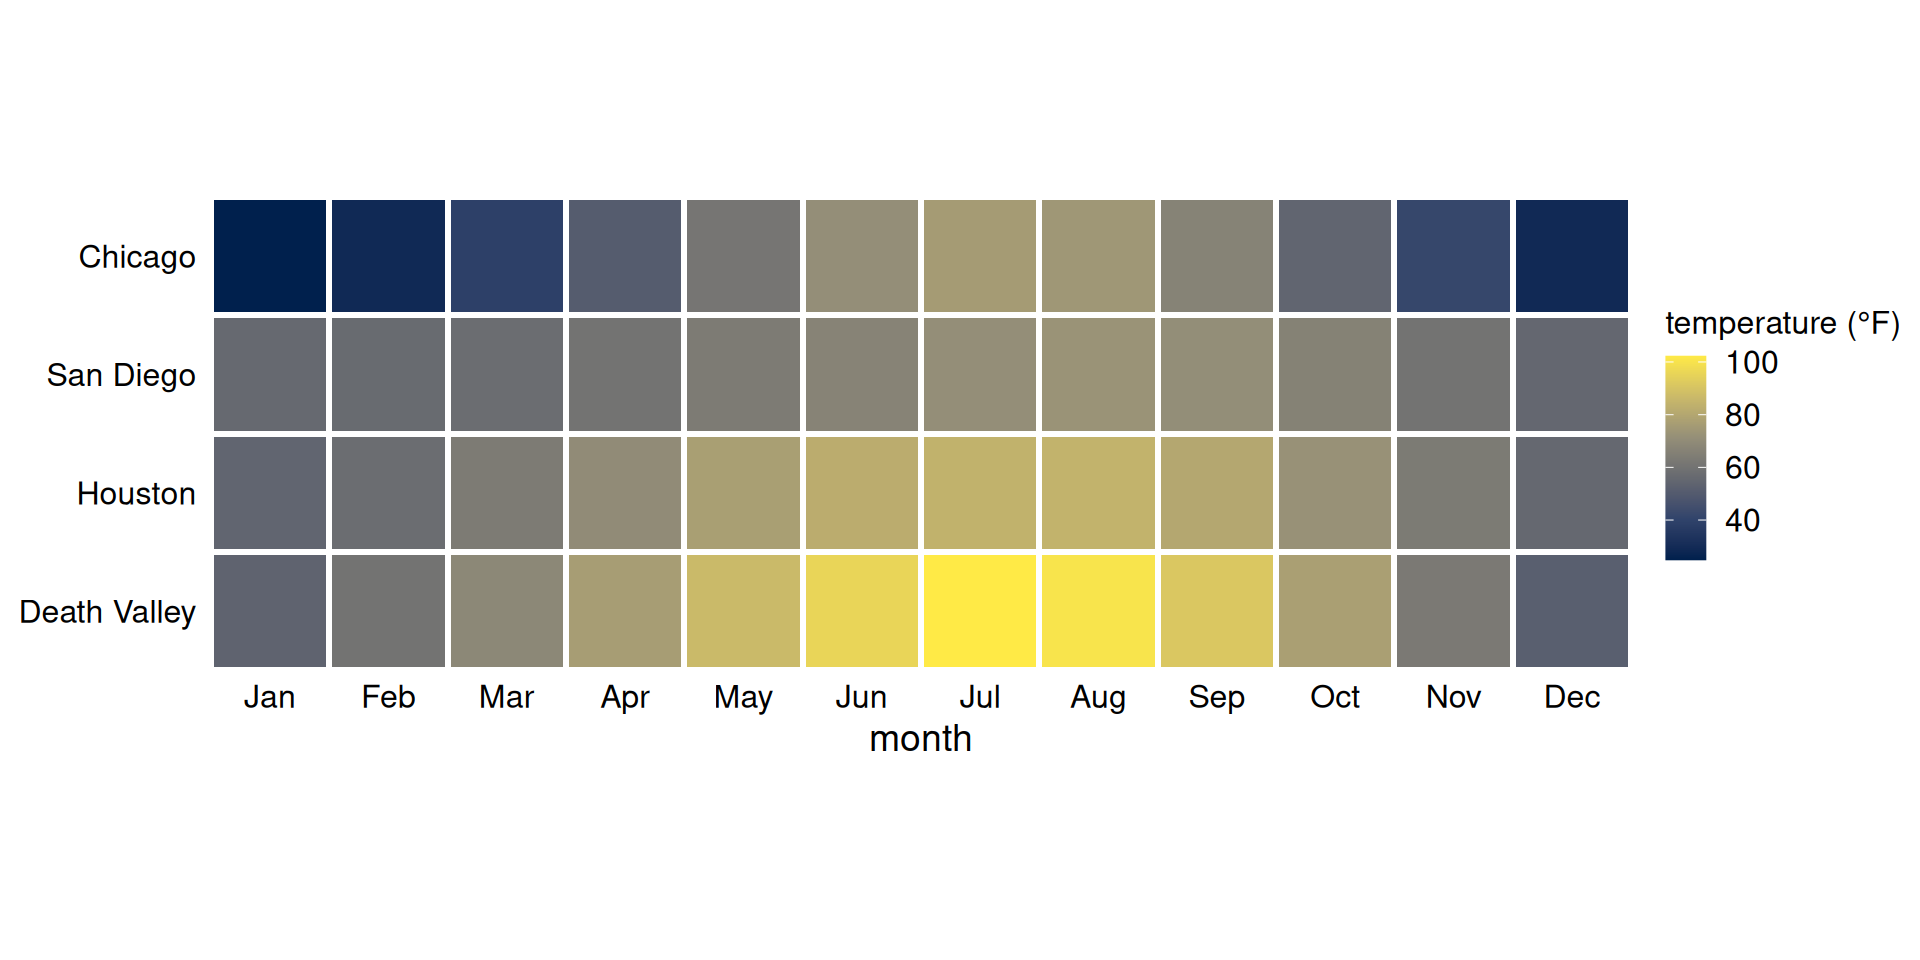 Chicago
San Diego
Houston
Death Valley
Jan Feb Mar Apr May Jun Jul Aug Sep Oct Nov Dec
month
temperature (°F)
100
80
60
40